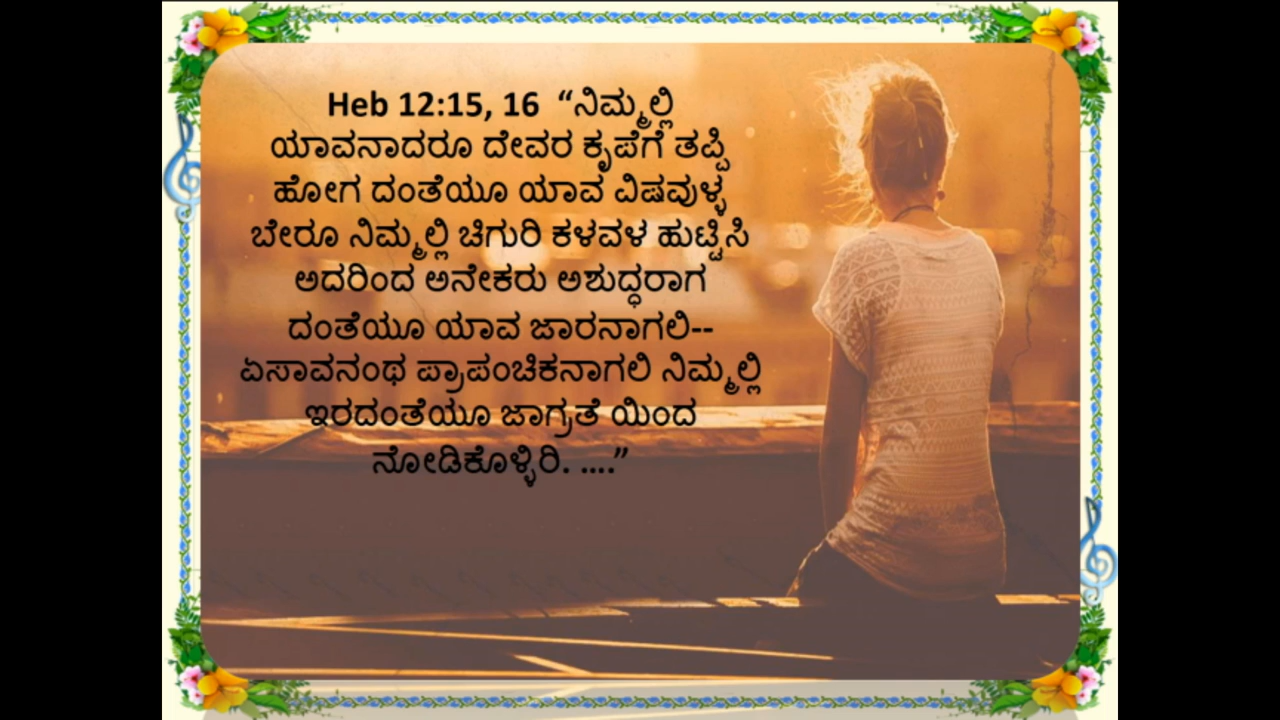 Heb 12:15, 16  “ನಿಮ್ಮಲ್ಲಿ
ಯಾವನಾದರೂ ದೇವರ ಕೃಪೆಗೆ ತಪ್ಪಿ
ಹೋಗ ದಂತೆಯೂ ಯಾವ ವಿಷವುಳ್ಳ
ಬೇರೂ ನಿಮ್ಮಲ್ಲಿ ಚಿಗುರಿ ಕಳವಳ ಹುಟ್ಟಿಸಿ
ಅದರಿಂದ ಅನೇಕರು ಅಶುದ್ಧರಾಗ
ದಂತೆಯೂ ಯಾವ ಜಾರನಾಗಲಿ--
ಏಸಾವನಂಥ ಪ್ರಾಪಂಚಿಕನಾಗಲಿ ನಿಮ್ಮಲ್ಲಿ
ಇರದಂತೆಯೂ ಜಾಗ್ರತೆ ಯಿಂದ
ನೋಡಿಕೊಳ್ಳಿರಿ. ….”